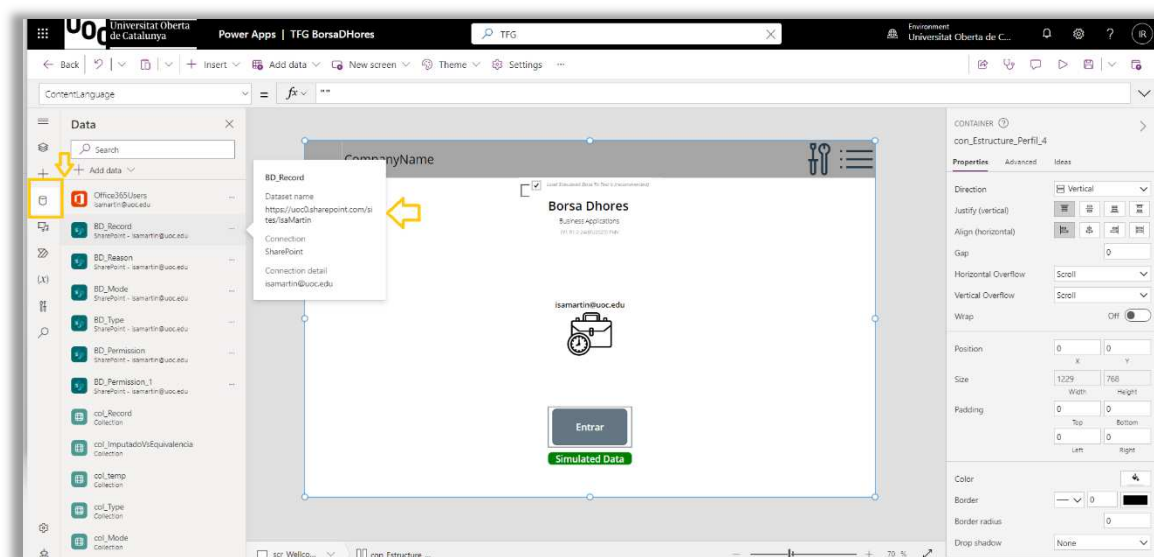 UOC Universitat Oberta
de Catalunya
Power Apps | TFG BorsaDHores
TFG
Environment
Universitat Oberta de C...
IR
Back
Insert
Add data
New screen
Theme
Settings
...
ContentLanguage
=
fx
""
Data
Search
Add data
Office365Users
isamartin@uoc.edu
BD_Record
SharePoint - isamartin@uoc.edu
BD_Reason
SharePoint - isamartin@uoc.edu
BD_Mode
SharePoint - isamartin@uoc.edu
BD_Type
SharePoint - isamartin@uoc.edu
BD_Permission
SharePoint - isamartin@uoc.edu
BD_Permission_1
SharePoint - isamartin@uoc.edu
col_Record
Collection
col_ImputadoVsEquivalencia
Collection
col_temp
Collection
col_Type
Collection
col_Mode
Collection
BD_Record
Dataset name
https://uoc0.sharepoint.com/si
tes/IsaMartin
Connection
SharePoint
Connection detail
isamartin@uoc.edu
CompanyName
Borsa Dhores
Business Applications
isamartin@uoc.edu
Entrar
Simulated Data
scr_Wellco...
con_Estructure_...
70 %
CONTAINER
con_Estructure_Perfil_4
Properties
Advanced
Ideas
Direction
Vertical
Justify (vertical)
Align (horizontal)
Gap
0
Horizontal Overflow
Scroll
Vertical Overflow
Scroll
Wrap
Off
Position
0
0
X
Y
Size
1229
768
Width
Height
Padding
0
0
Top
Bottom
0
0
Left
Right
Color
Border
0
Border radius
0
Drop shadow
None